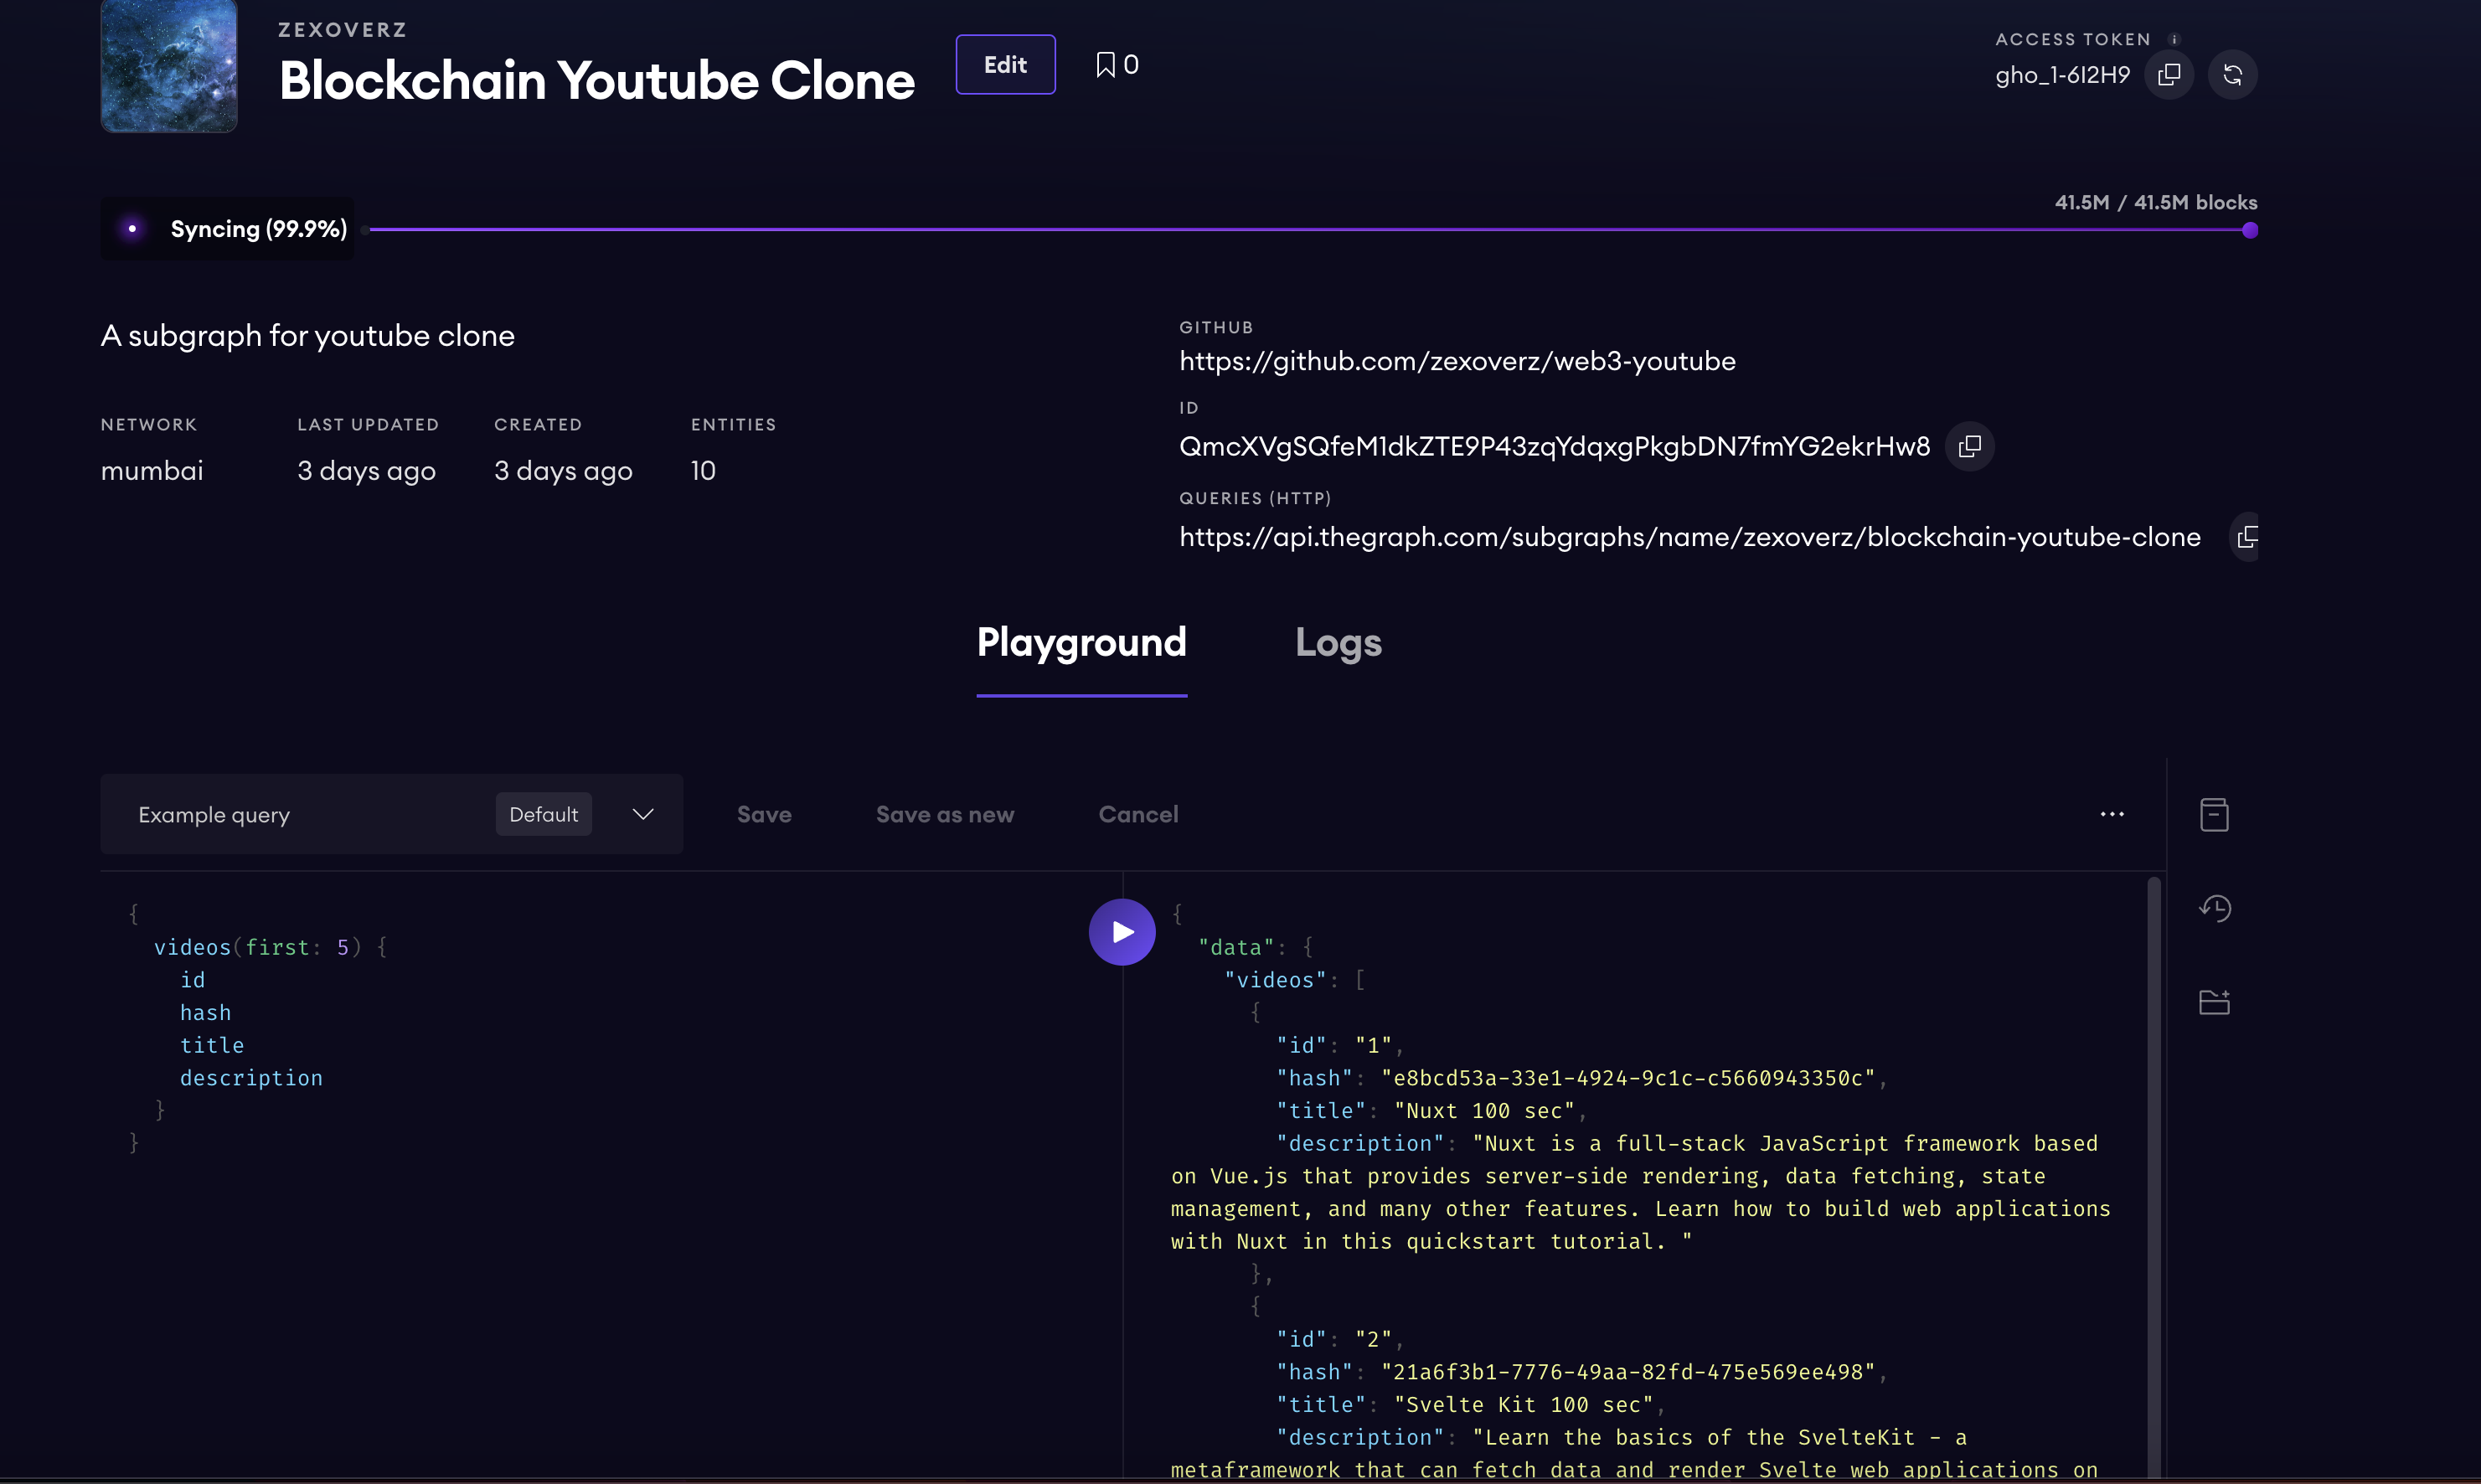 ZEXOVERZ
Blockchain Youtube Clone
Edit
0
ACCESS TOKEN
gho_1-6I2H9
Syncing (99.9%)
41.5M / 41.5M blocks
A subgraph for youtube clone
NETWORK
mumbai
LAST UPDATED
3 days ago
CREATED
3 days ago
ENTITIES
10
GITHUB
https://github.com/zexoverz/web3-youtube
ID
QmcXVgSQfeM1dkZTE9P43zqYdqxgPkgbDN7fmYG2ekrHw8
QUERIES (HTTP)
https://api.thegraph.com/subgraphs/name/zexoverz/blockchain-youtube-clone
Playground
Logs
Example query
Default
Save
Save as new
Cancel
{
videos(first: 5) {
id
hash
title
description
}
}
{
"data": {
"videos": [
{
"id": "1",
"hash": "e8bcd53a-33e1-4924-9c1c-c5660943350c",
"title": "Nuxt 100 sec",
"description": "Nuxt is a full-stack JavaScript framework based
on Vue.js that provides server-side rendering, data fetching, state
management, and many other features. Learn how to build web applications
with Nuxt in this quickstart tutorial. "
},
{
"id": "2",
"hash": "21a6f3b1-7776-49aa-82fd-475e569ee498",
"title": "Svelte Kit 100 sec",
"description": "Learn the basics of the SvelteKit - a
metaframework that can fetch data and render Svelte web applications on